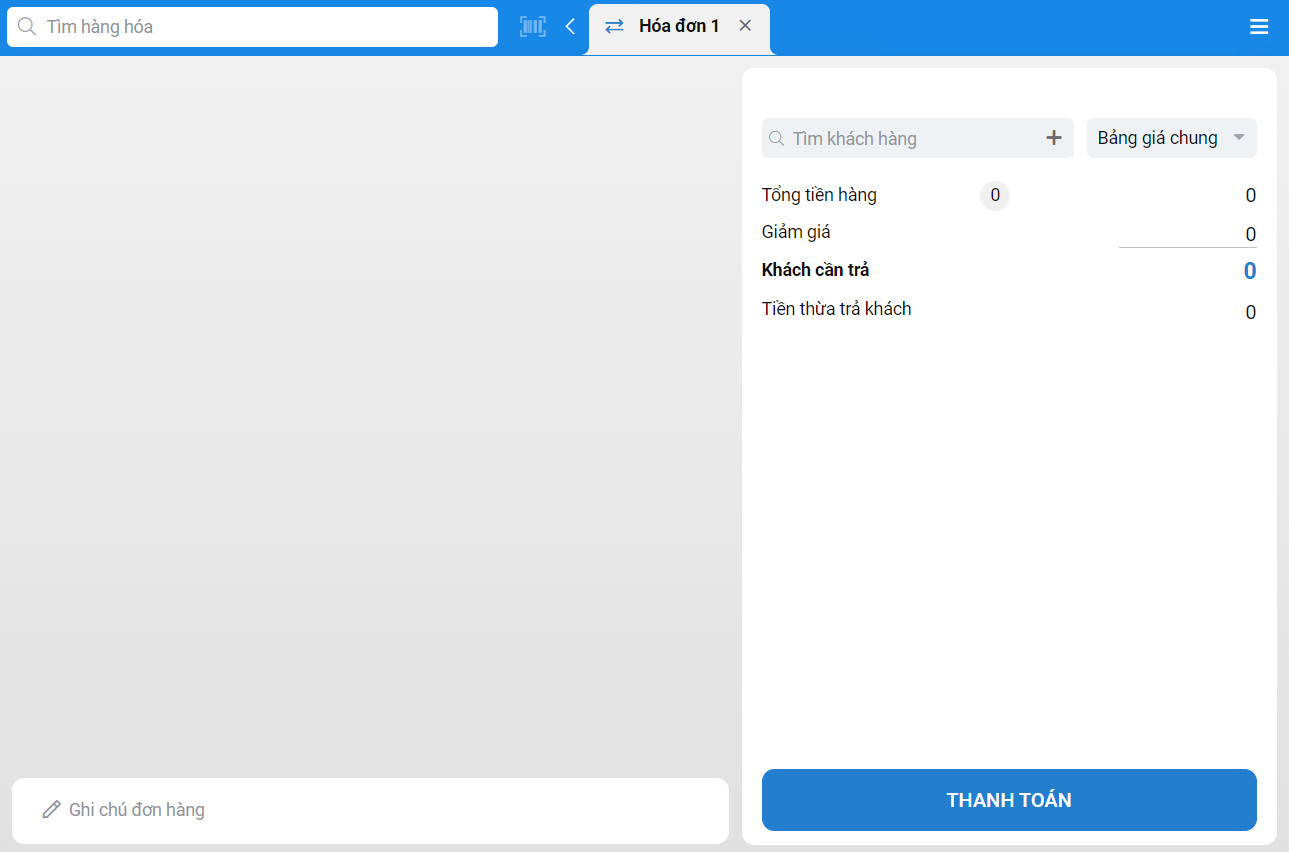 Tìm hàng hóa
Hóa đơn 1
Tìm khách hàng
Bảng giá chung
Tổng tiền hàng 0 0
Giảm giá 0
Khách cần trả 0
Tiền thừa trả khách 0
Ghi chú đơn hàng
THANH TOÁN